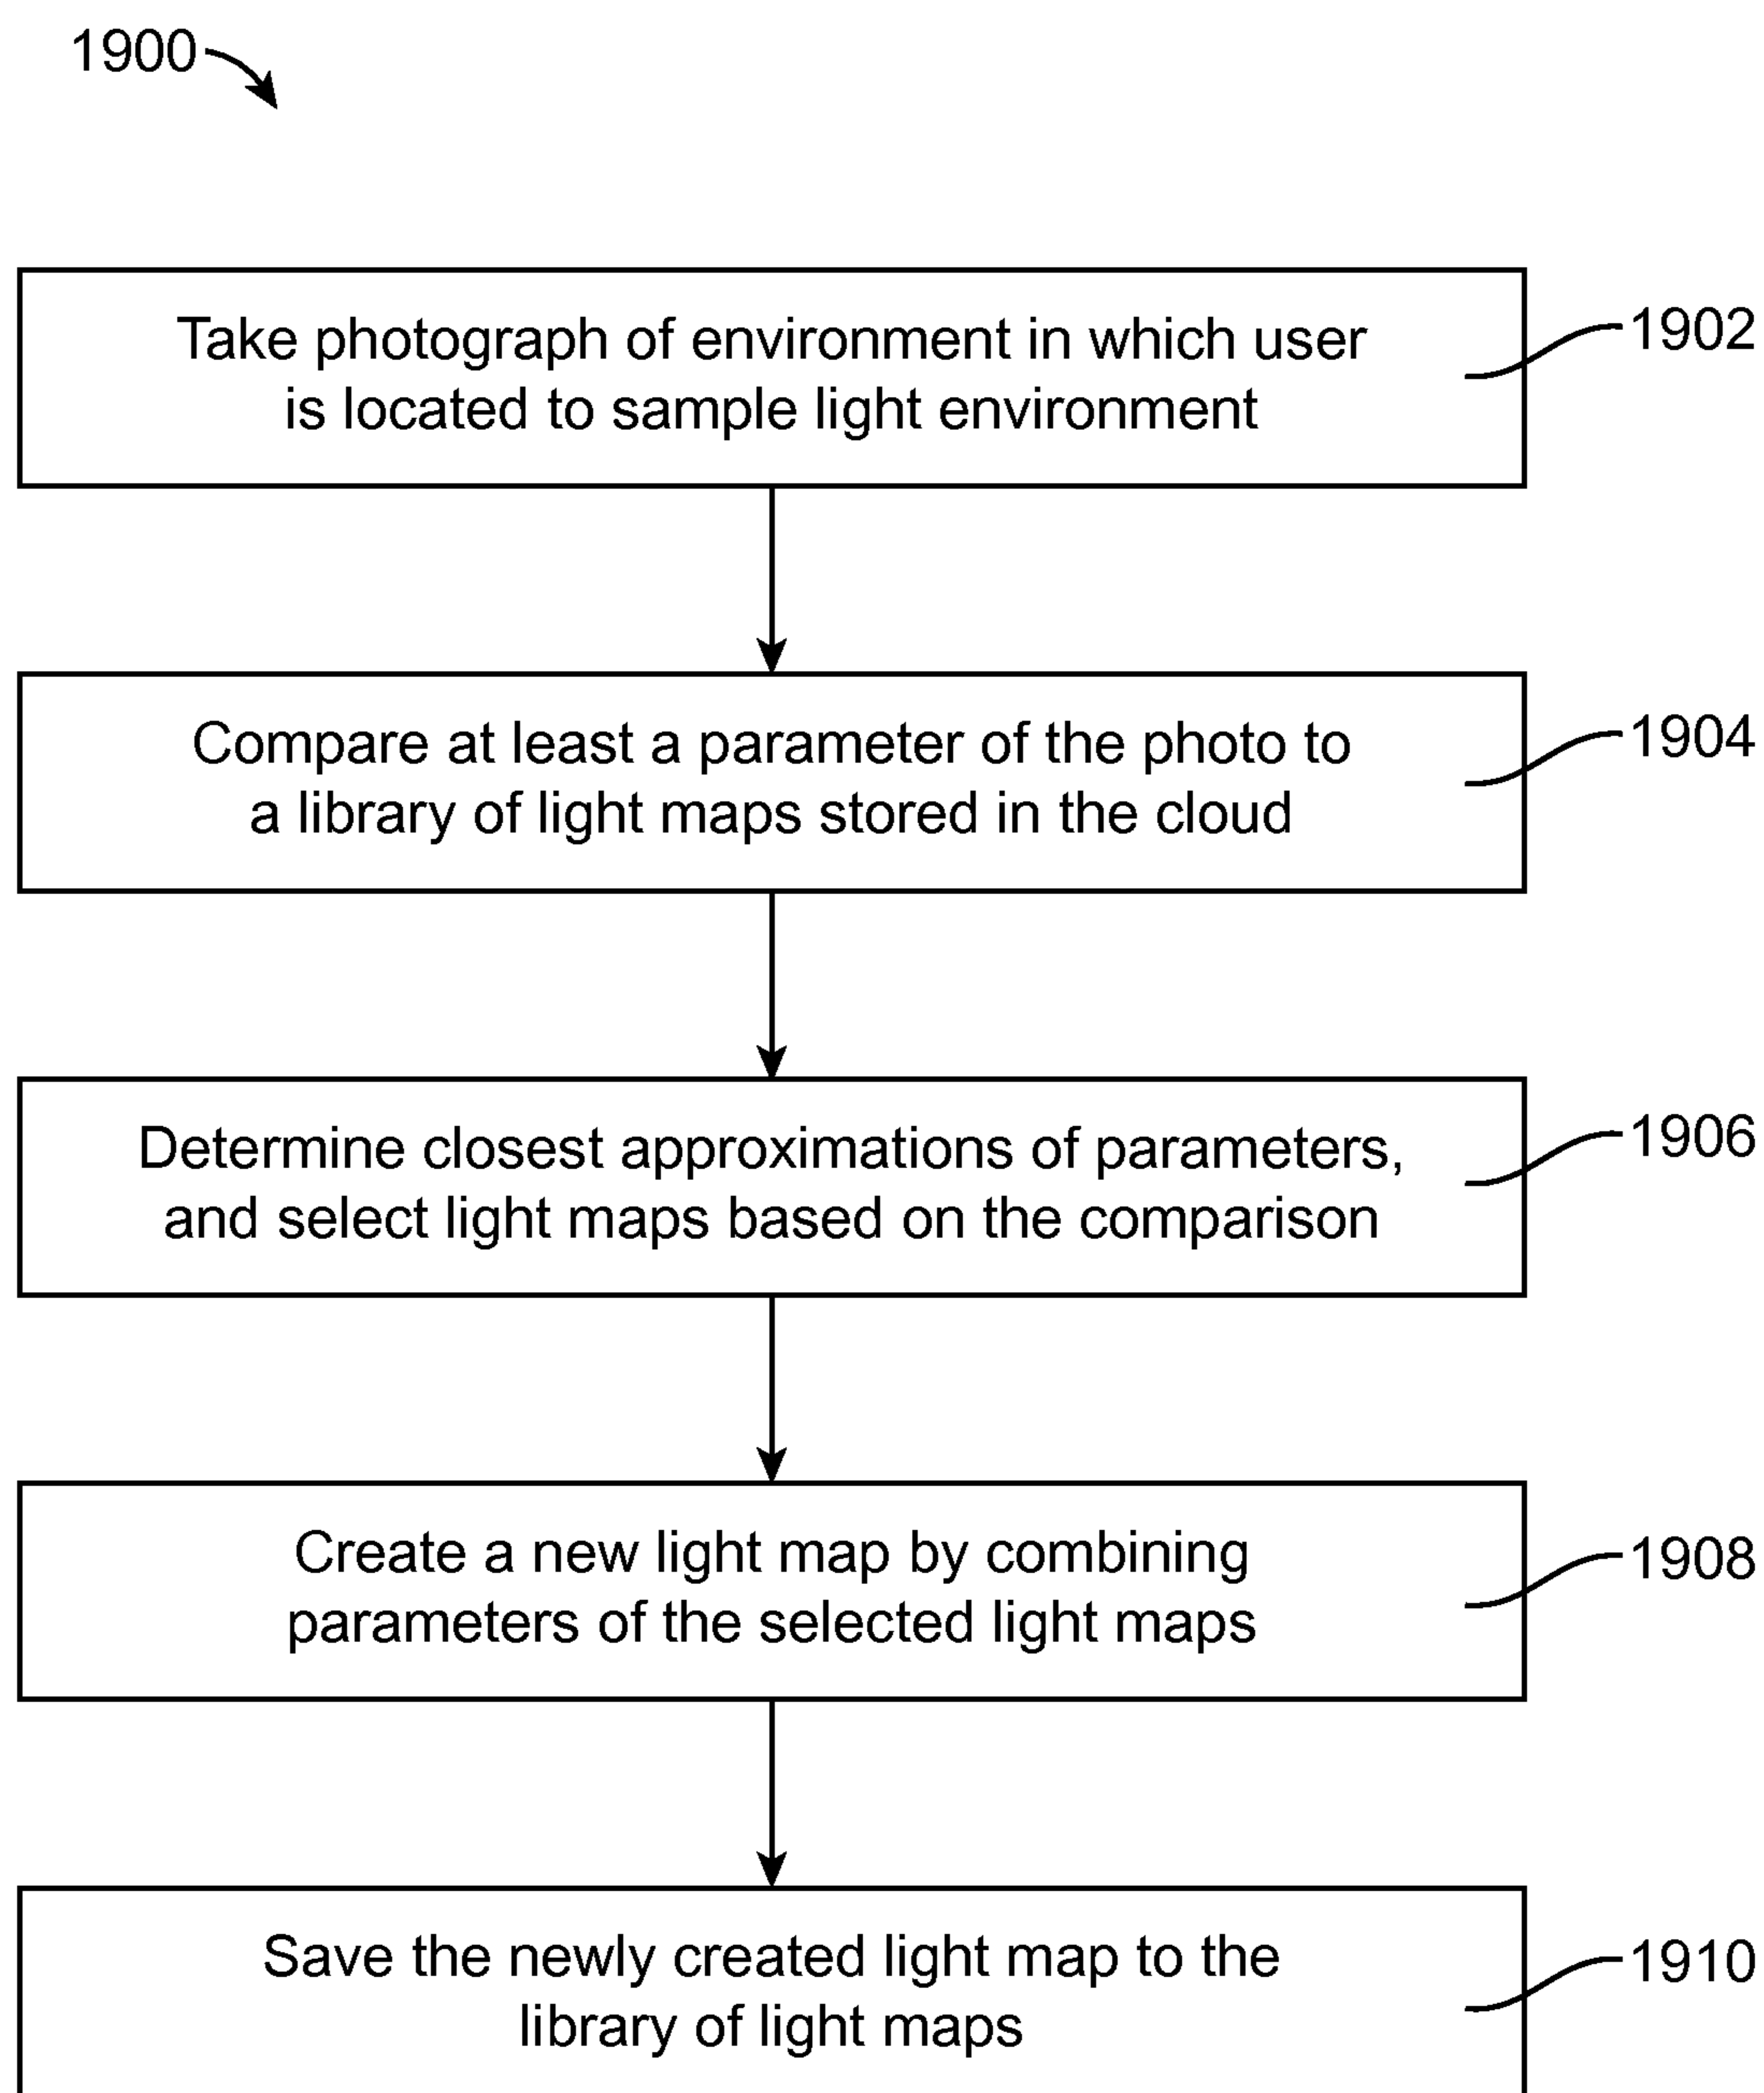 1900
Take photograph of environment in which user
is located to sample light environment
1902
Compare at least a parameter of the photo to
a library of light maps stored in the cloud
1904
Determine closest approximations of parameters,
and select light maps based on the comparison
1906
Create a new light map by combining
parameters of the selected light maps
1908
Save the newly created light map to the
library of light maps
1910